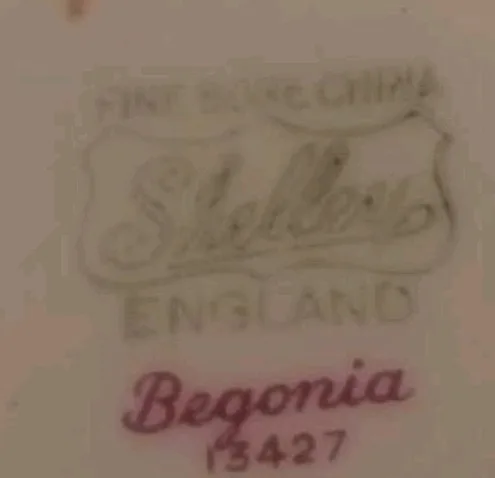 FINE BONE CHINA
Shelley
ENGLAND
Begonia
13427